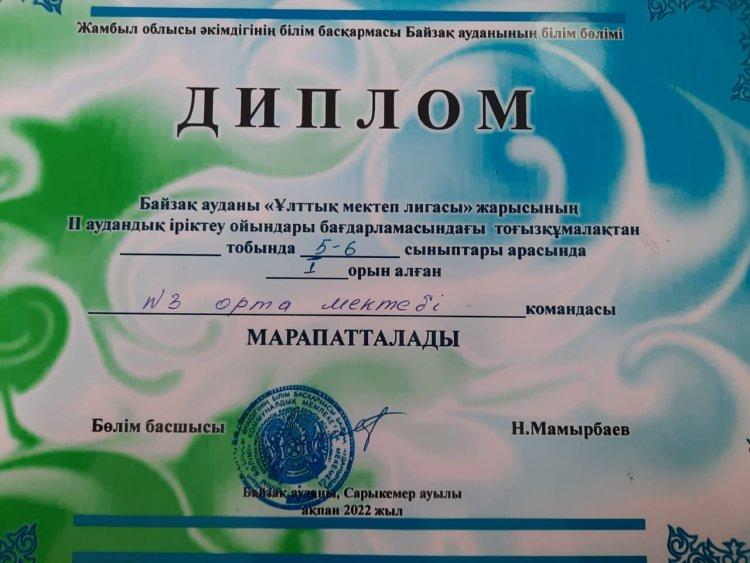 Жамбыл облысы әкімдігінің білім басқармасы Байзақ ауданының білім бөлімі
ДИПЛОМ
Байзақ ауданы «Ұлттық мектеп лигасы» жарысының
ІІ аудандық іріктеу ойындары бағдарламасындағы тоғызқұмалақтан
тобында 5-6 сыныптары арасында
I орын алған
№3 орта мектебі командасы
МАРАПАТТАЛАДЫ
Бөлім басшысы Н.Мамырбаев
Байзақ ауданы, Сарыкемер ауылы
ақпан 2022 жыл